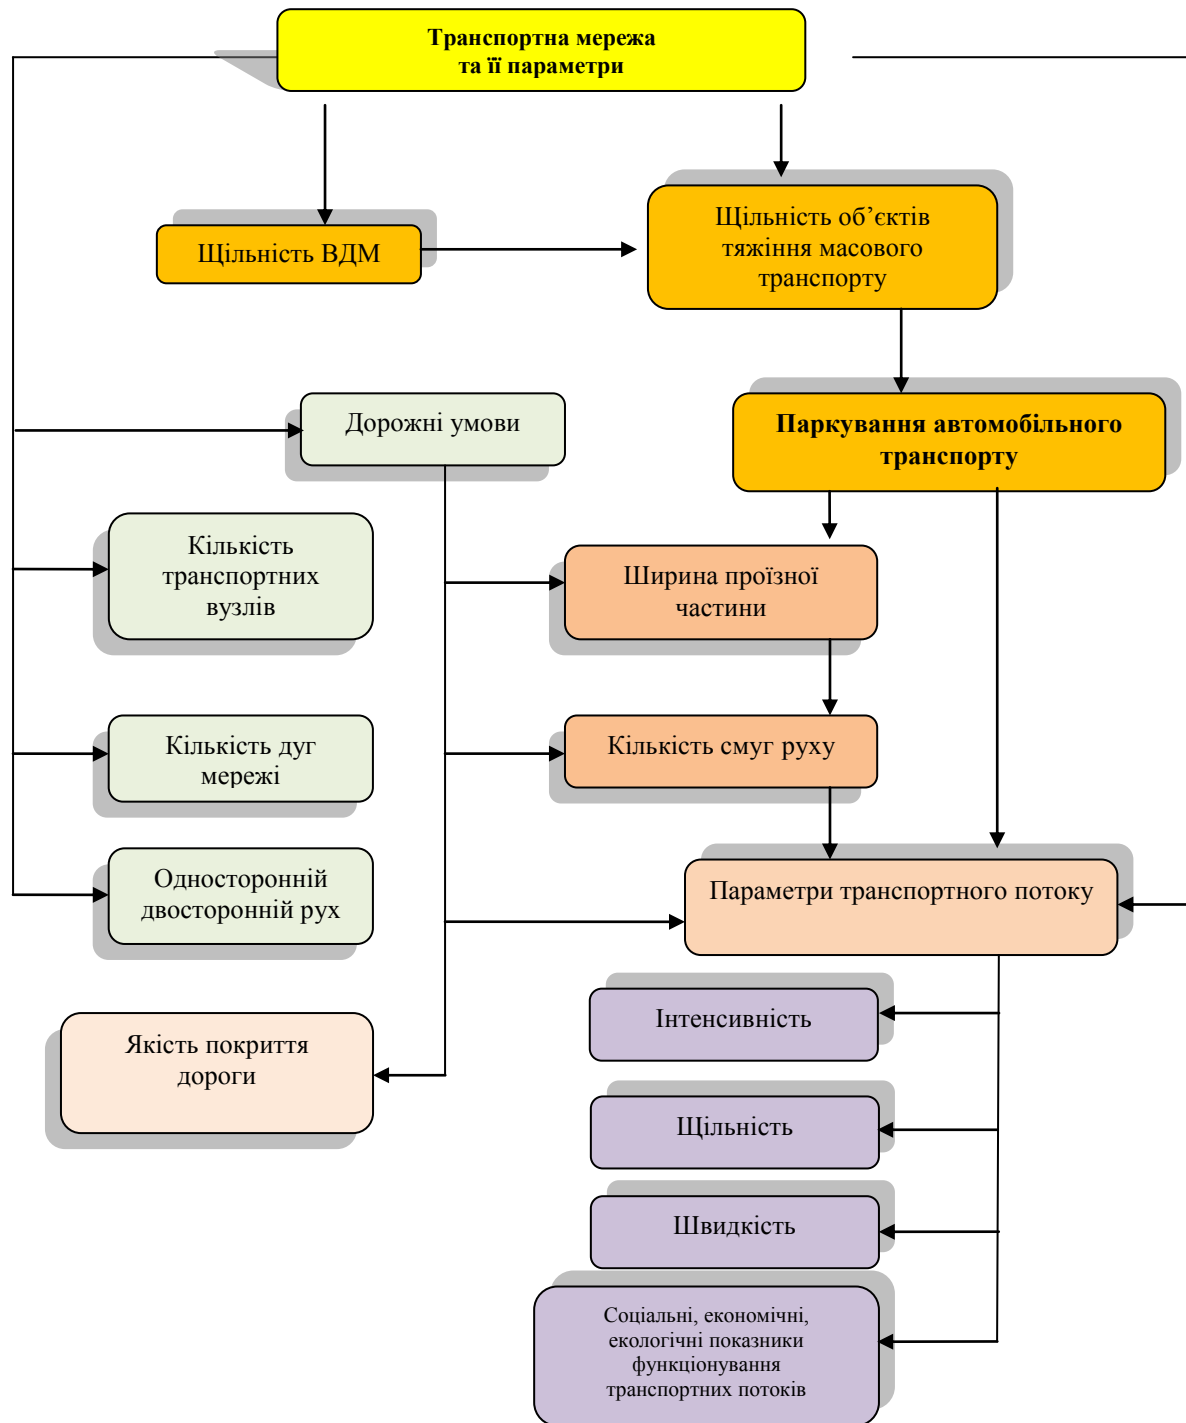 Транспортна мережа
та її параметри
Щільність об’єктів
тяжіння масового
транспорту
Щільність ВДМ
Дорожні умови
Паркування автомобільного
транспорту
Кількість
транспортних
вузлів
Ширина проїзної
частини
Кількість дуг
мережі
Кількість смуг руху
Односторонній
двосторонній рух
Параметри транспортного потоку
Якість покриття
дороги
Інтенсивність
Щільність
Швидкість
Соціальні, економічні,
екологічні показники
функціонування
транспортних потоків